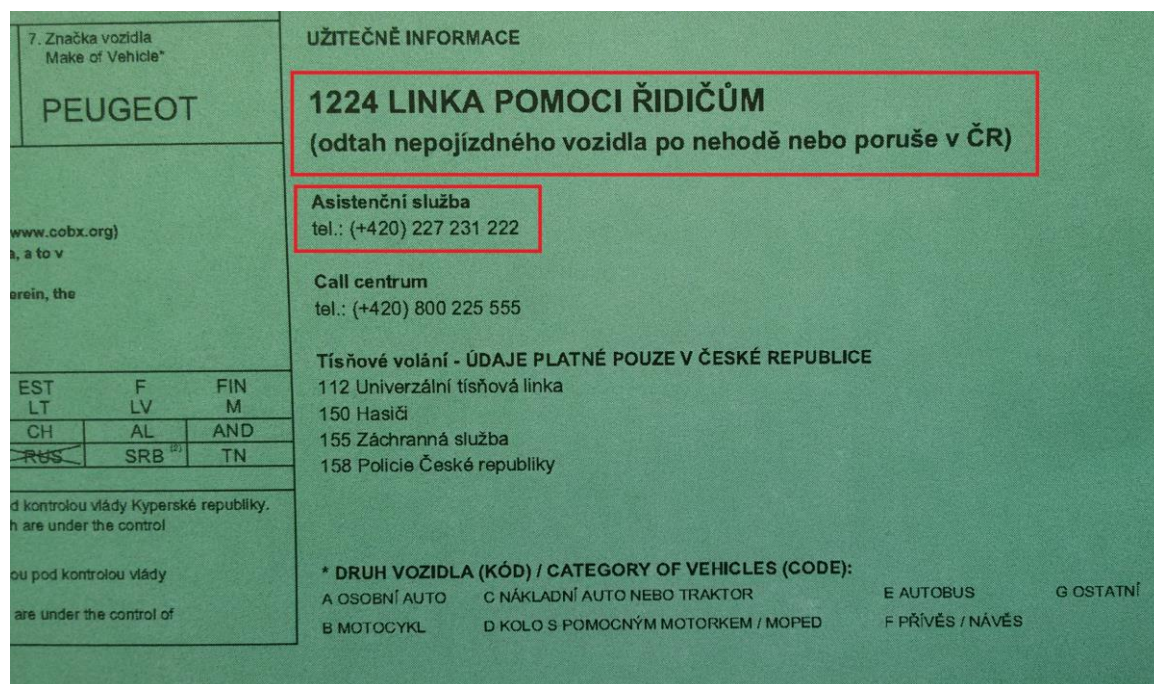 7. Značka vozidla
Make of Vehicle*
PEUGEOT
www.cobx.org)
, a to v
erein, the
EST F FIN
LT LV M
CH AL AND
RUS SRB (2) TN
d kontrolou vlády Kyperské republiky.
h are under the control
ou pod kontrolou vlády
are under the control of
UŽITEČNĚ INFORMACE
1224 LINKA POMOCI ŘIDIČŮM
(odtah nepojízdného vozidla po nehodě nebo poruše v ČR)
Asistenční služba
tel.: (+420) 227 231 222
Call centrum
tel.: (+420) 800 225 555
Tísňové volání - ÚDAJE PLATNÉ POUZE V ČESKÉ REPUBLICE
112 Univerzální tísňová linka
150 Hasiči
155 Záchranná služba
158 Policie České republiky
* DRUH VOZIDLA (KÓD) / CATEGORY OF VEHICLES (CODE):
A OSOBNÍ AUTO C NÁKLADNÍ AUTO NEBO TRAKTOR E AUTOBUS G OSTATNÍ
B MOTOCYKL D KOLO S POMOCNÝM MOTORKEM / MOPED F PŘÍVĚS / NÁVĚS